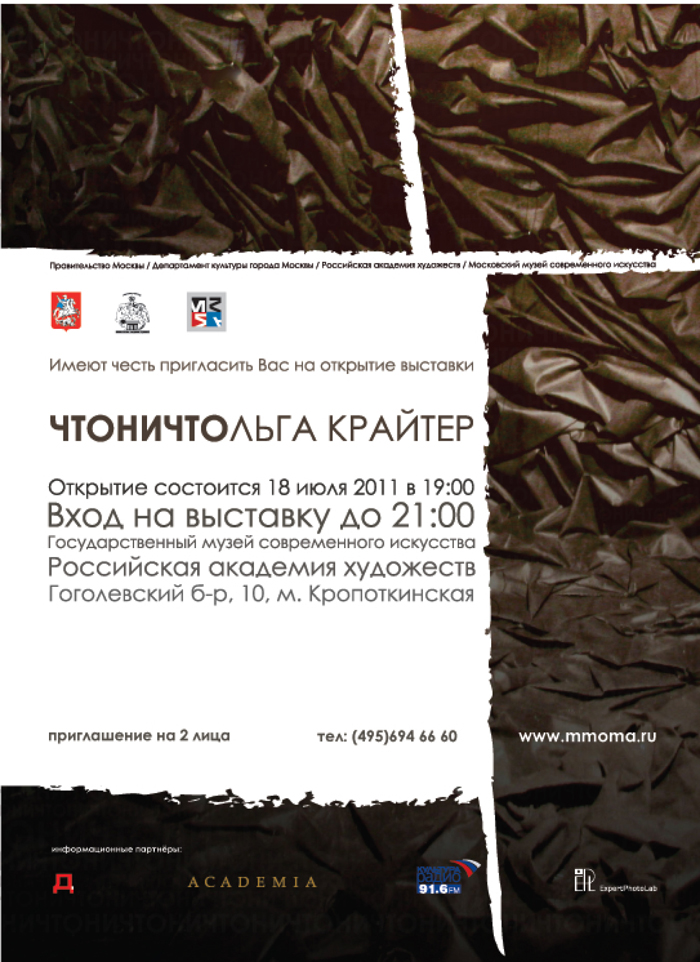 Правительство Москвы / Департамент культуры города Москвы / Российская академия художеств / Московский музей современного искусства
Имеют честь пригласить Вас на открытие выставки
ЧТОНИЧТОЛЬГА КРАЙТЕР
Открытие состоится 18 июля 2011 в 19:00
Вход на выставку до 21:00
Государственный музей современного искусства
Российская академия художеств
Гоголевский б-р, 10, м. Кропоткинская
приглашение на 2 лица тел: (495)694 66 60 www.mmoma.ru
информационные партнёры:
Д ACADEMIA КУЛЬТУРА РАДИО 91.6FM ExpertPhotoLab